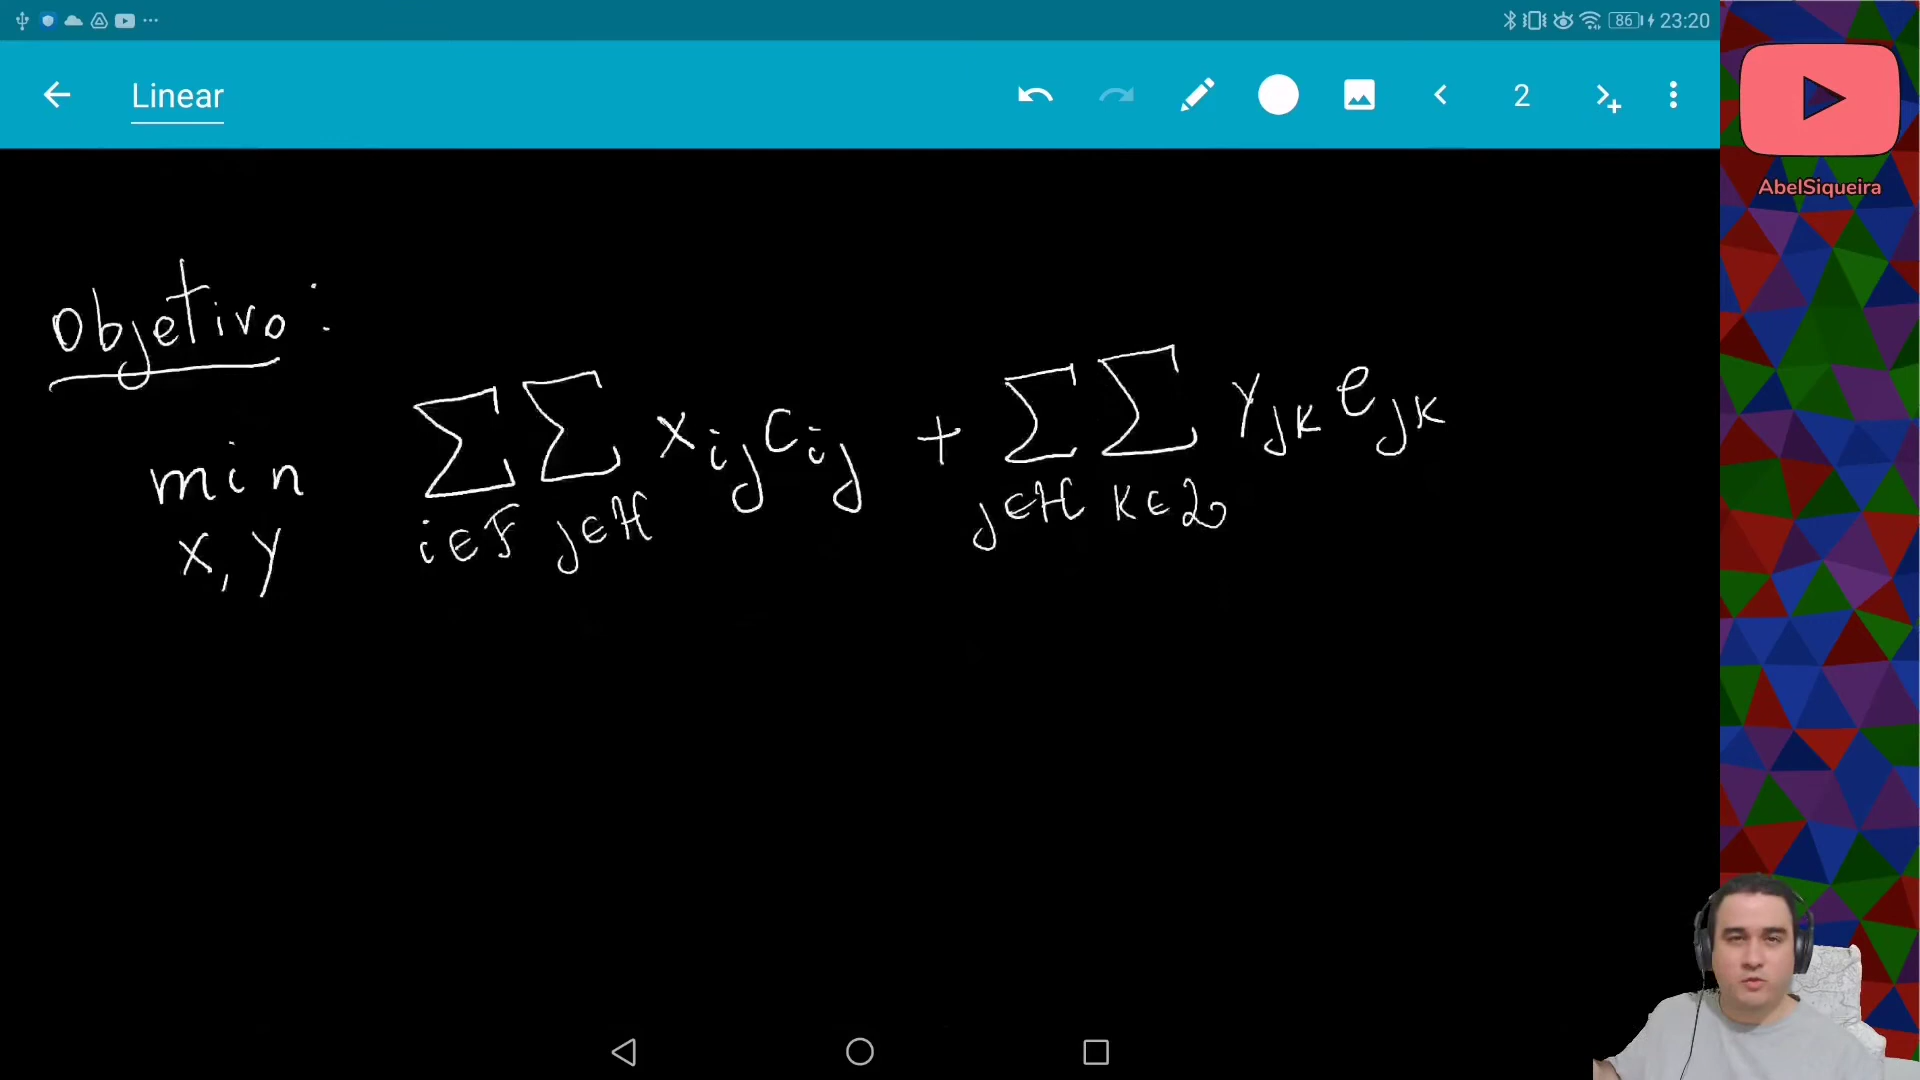 86 23:20
Linear 2
AbelSiqueira
Objetivo:
min ∑ ∑ x_ij c_ij + ∑ ∑ y_jk e_jk
x, y i∈F j∈H j∈H k∈L